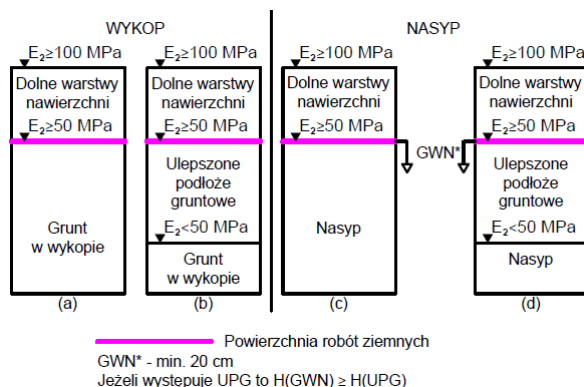 WYKOP
NASYP
E₂≥100 MPa
E₂≥100 MPa
E₂≥100 MPa
E₂≥100 MPa
Dolne warstwy
nawierzchni
Dolne warstwy
nawierzchni
Dolne warstwy
nawierzchni
Dolne warstwy
nawierzchni
E₂≥50 MPa
E₂≥50 MPa
E₂≥50 MPa
E₂≥50 MPa
GWN*
Grunt
w wykopie
Ulepszone
podłoże
gruntowe
E₂<50 MPa
Grunt
w wykopie
Nasyp
Ulepszone
podłoże
gruntowe
E₂<50 MPa
Nasyp
(a)
(b)
(c)
(d)
Powierzchnia robót ziemnych
GWN* - min. 20 cm
Jeżeli występuje UPG to H(GWN) ≥ H(UPG)